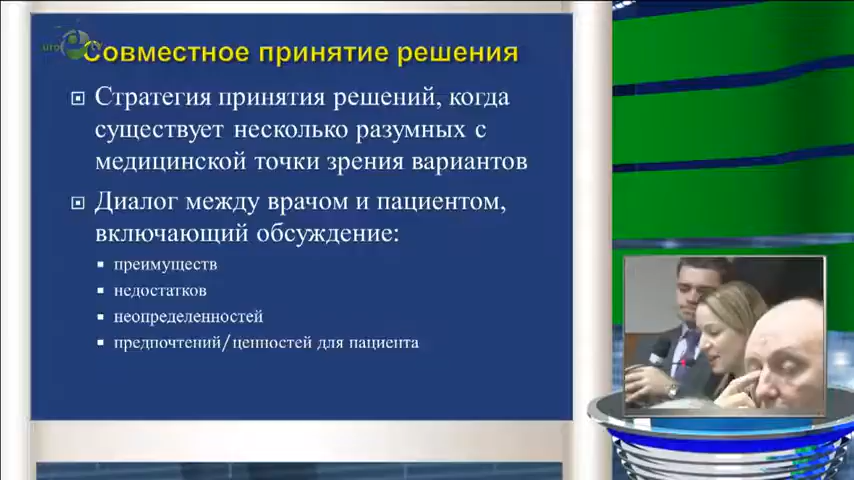 Совместное принятие решения
Стратегия принятия решений, когда
существует несколько разумных с
медицинской точки зрения вариантов
Диалог между врачом и пациентом,
включающий обсуждение:
преимуществ
недостатков
неопределенностей
предпочтений/ценностей для пациента